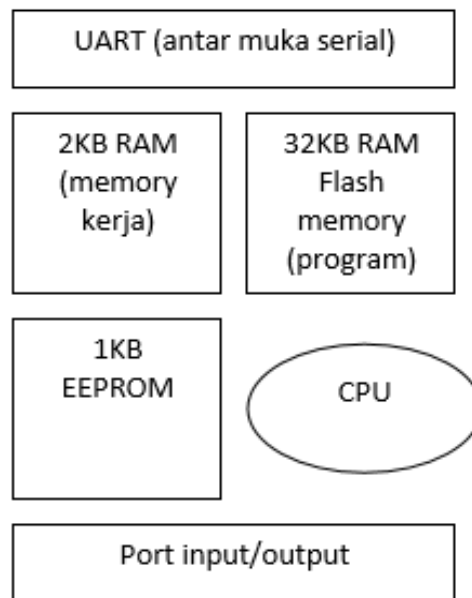 UART (antar muka serial)
2KB RAM
(memory
kerja)
32KB RAM
Flash
memory
(program)
1KB
EEPROM
CPU
Port input/output